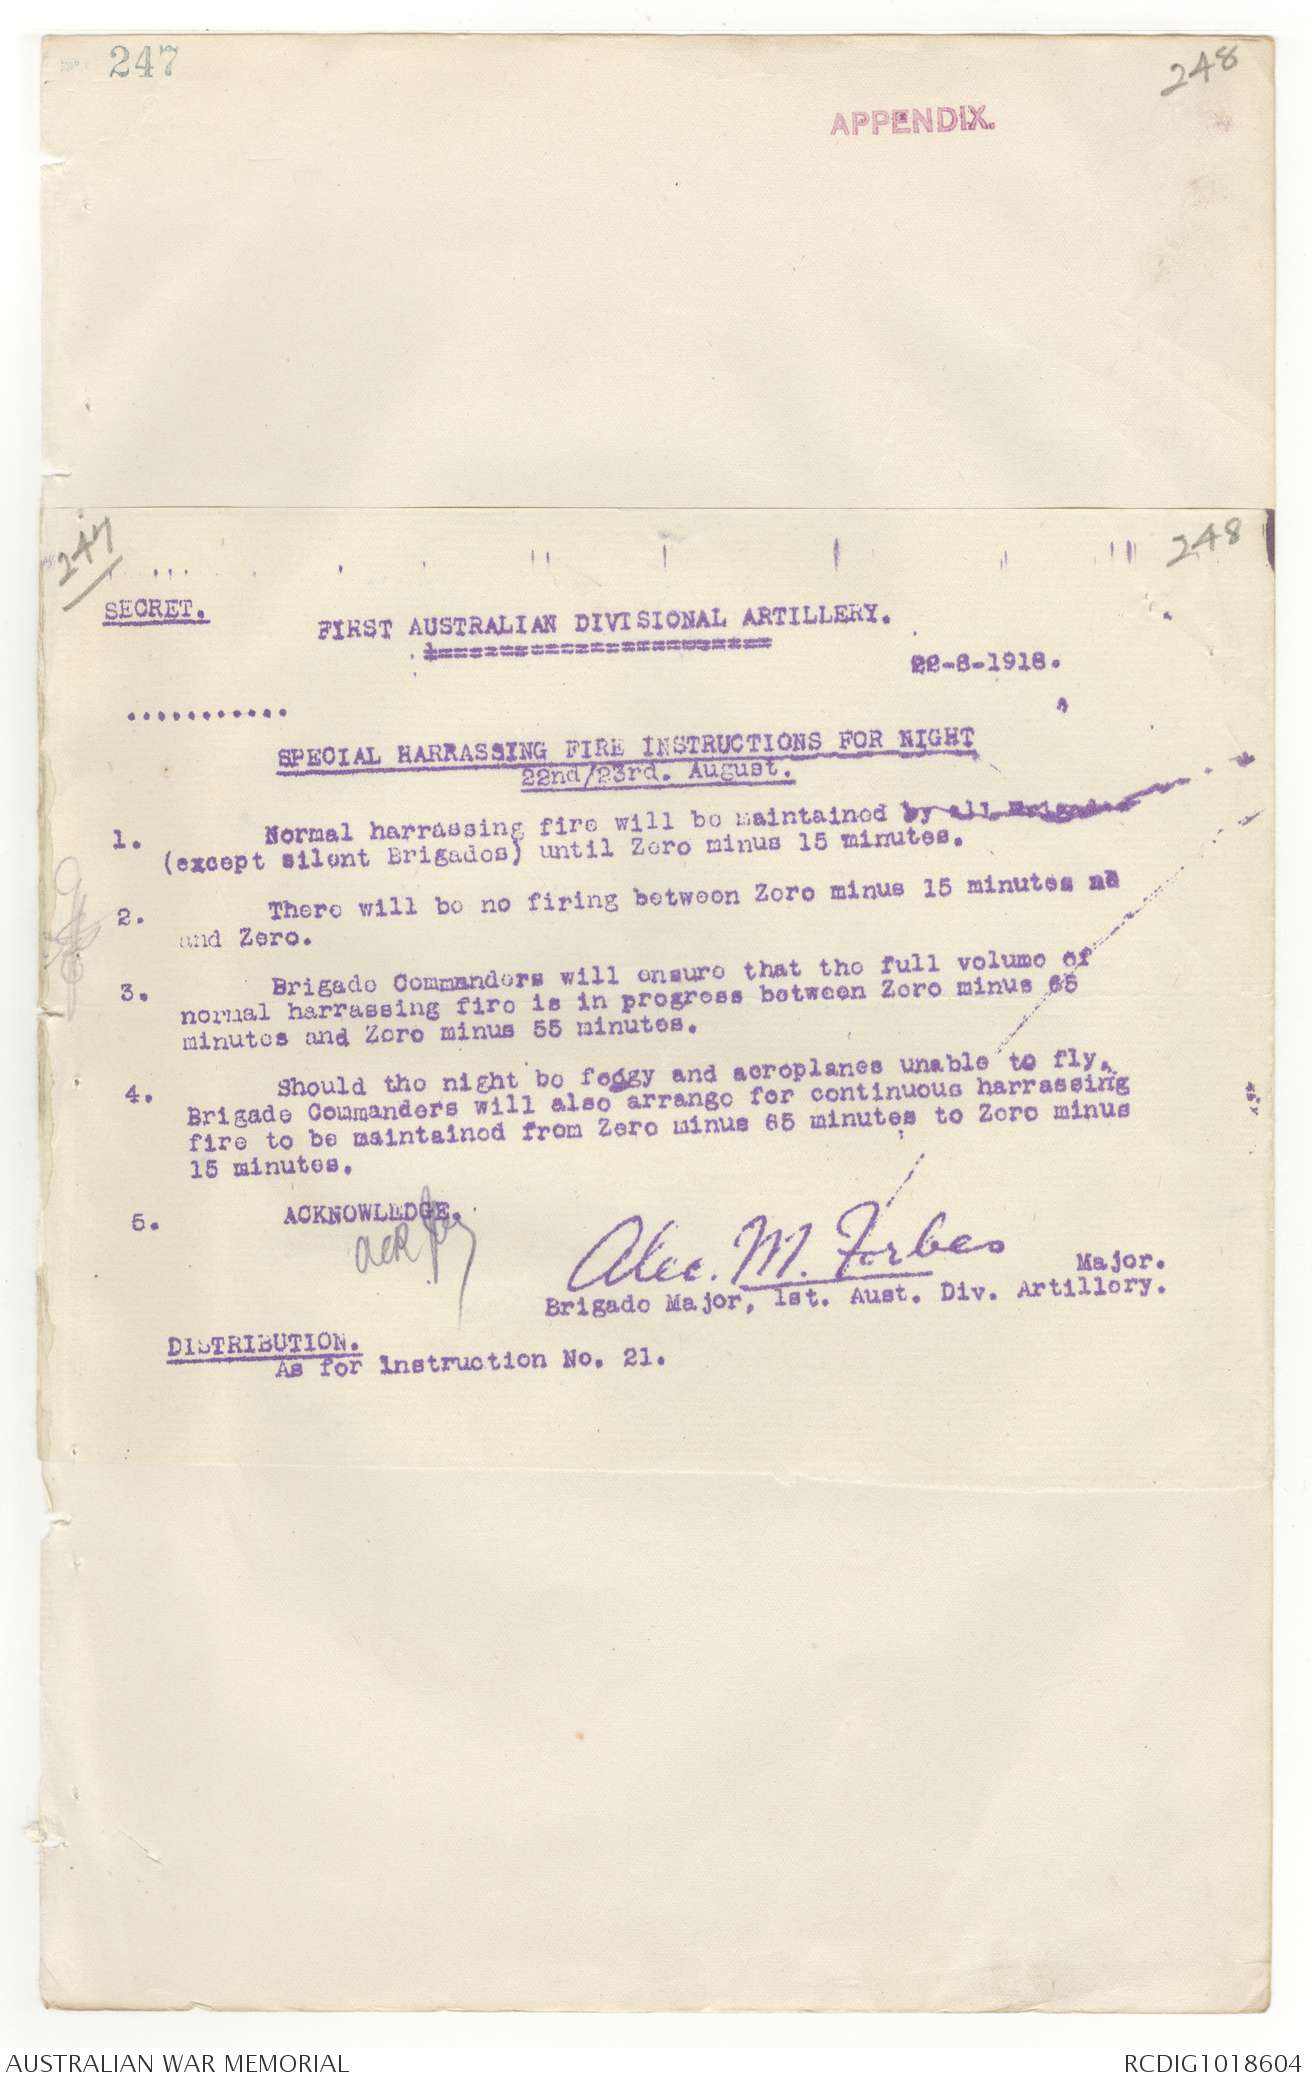 247
248
APPENDIX.
247
248
SECRET.
FIRST AUSTRALIAN DIVISIONAL ARTILLERY.
=======================
22-8-1918.
...........
SPECIAL HARRASSING FIRE INSTRUCTIONS FOR NIGHT
22nd/23rd. August.
1. Normal harrassing fire will be maintained by all Brigades
(except silent Brigades) until Zero minus 15 minutes.
2. There will be no firing between Zero minus 15 minutes
and Zero.
3. Brigade Commanders will ensure that the full volume of
normal harrassing fire is in progress between Zero minus 65
minutes and Zero minus 55 minutes.
4. Should the night be foggy and aeroplanes unable to fly,
Brigade Commanders will also arrange for continuous harrassing
fire to be maintained from Zero minus 65 minutes to Zero minus
15 minutes.
5. ACKNOWLEDGE.
ack
Alec. M. Forbes
Major.
Brigade Major, 1st. Aust. Div. Artillery.
DISTRIBUTION.
As for instruction No. 21.
AUSTRALIAN WAR MEMORIAL
RCDIG1018604